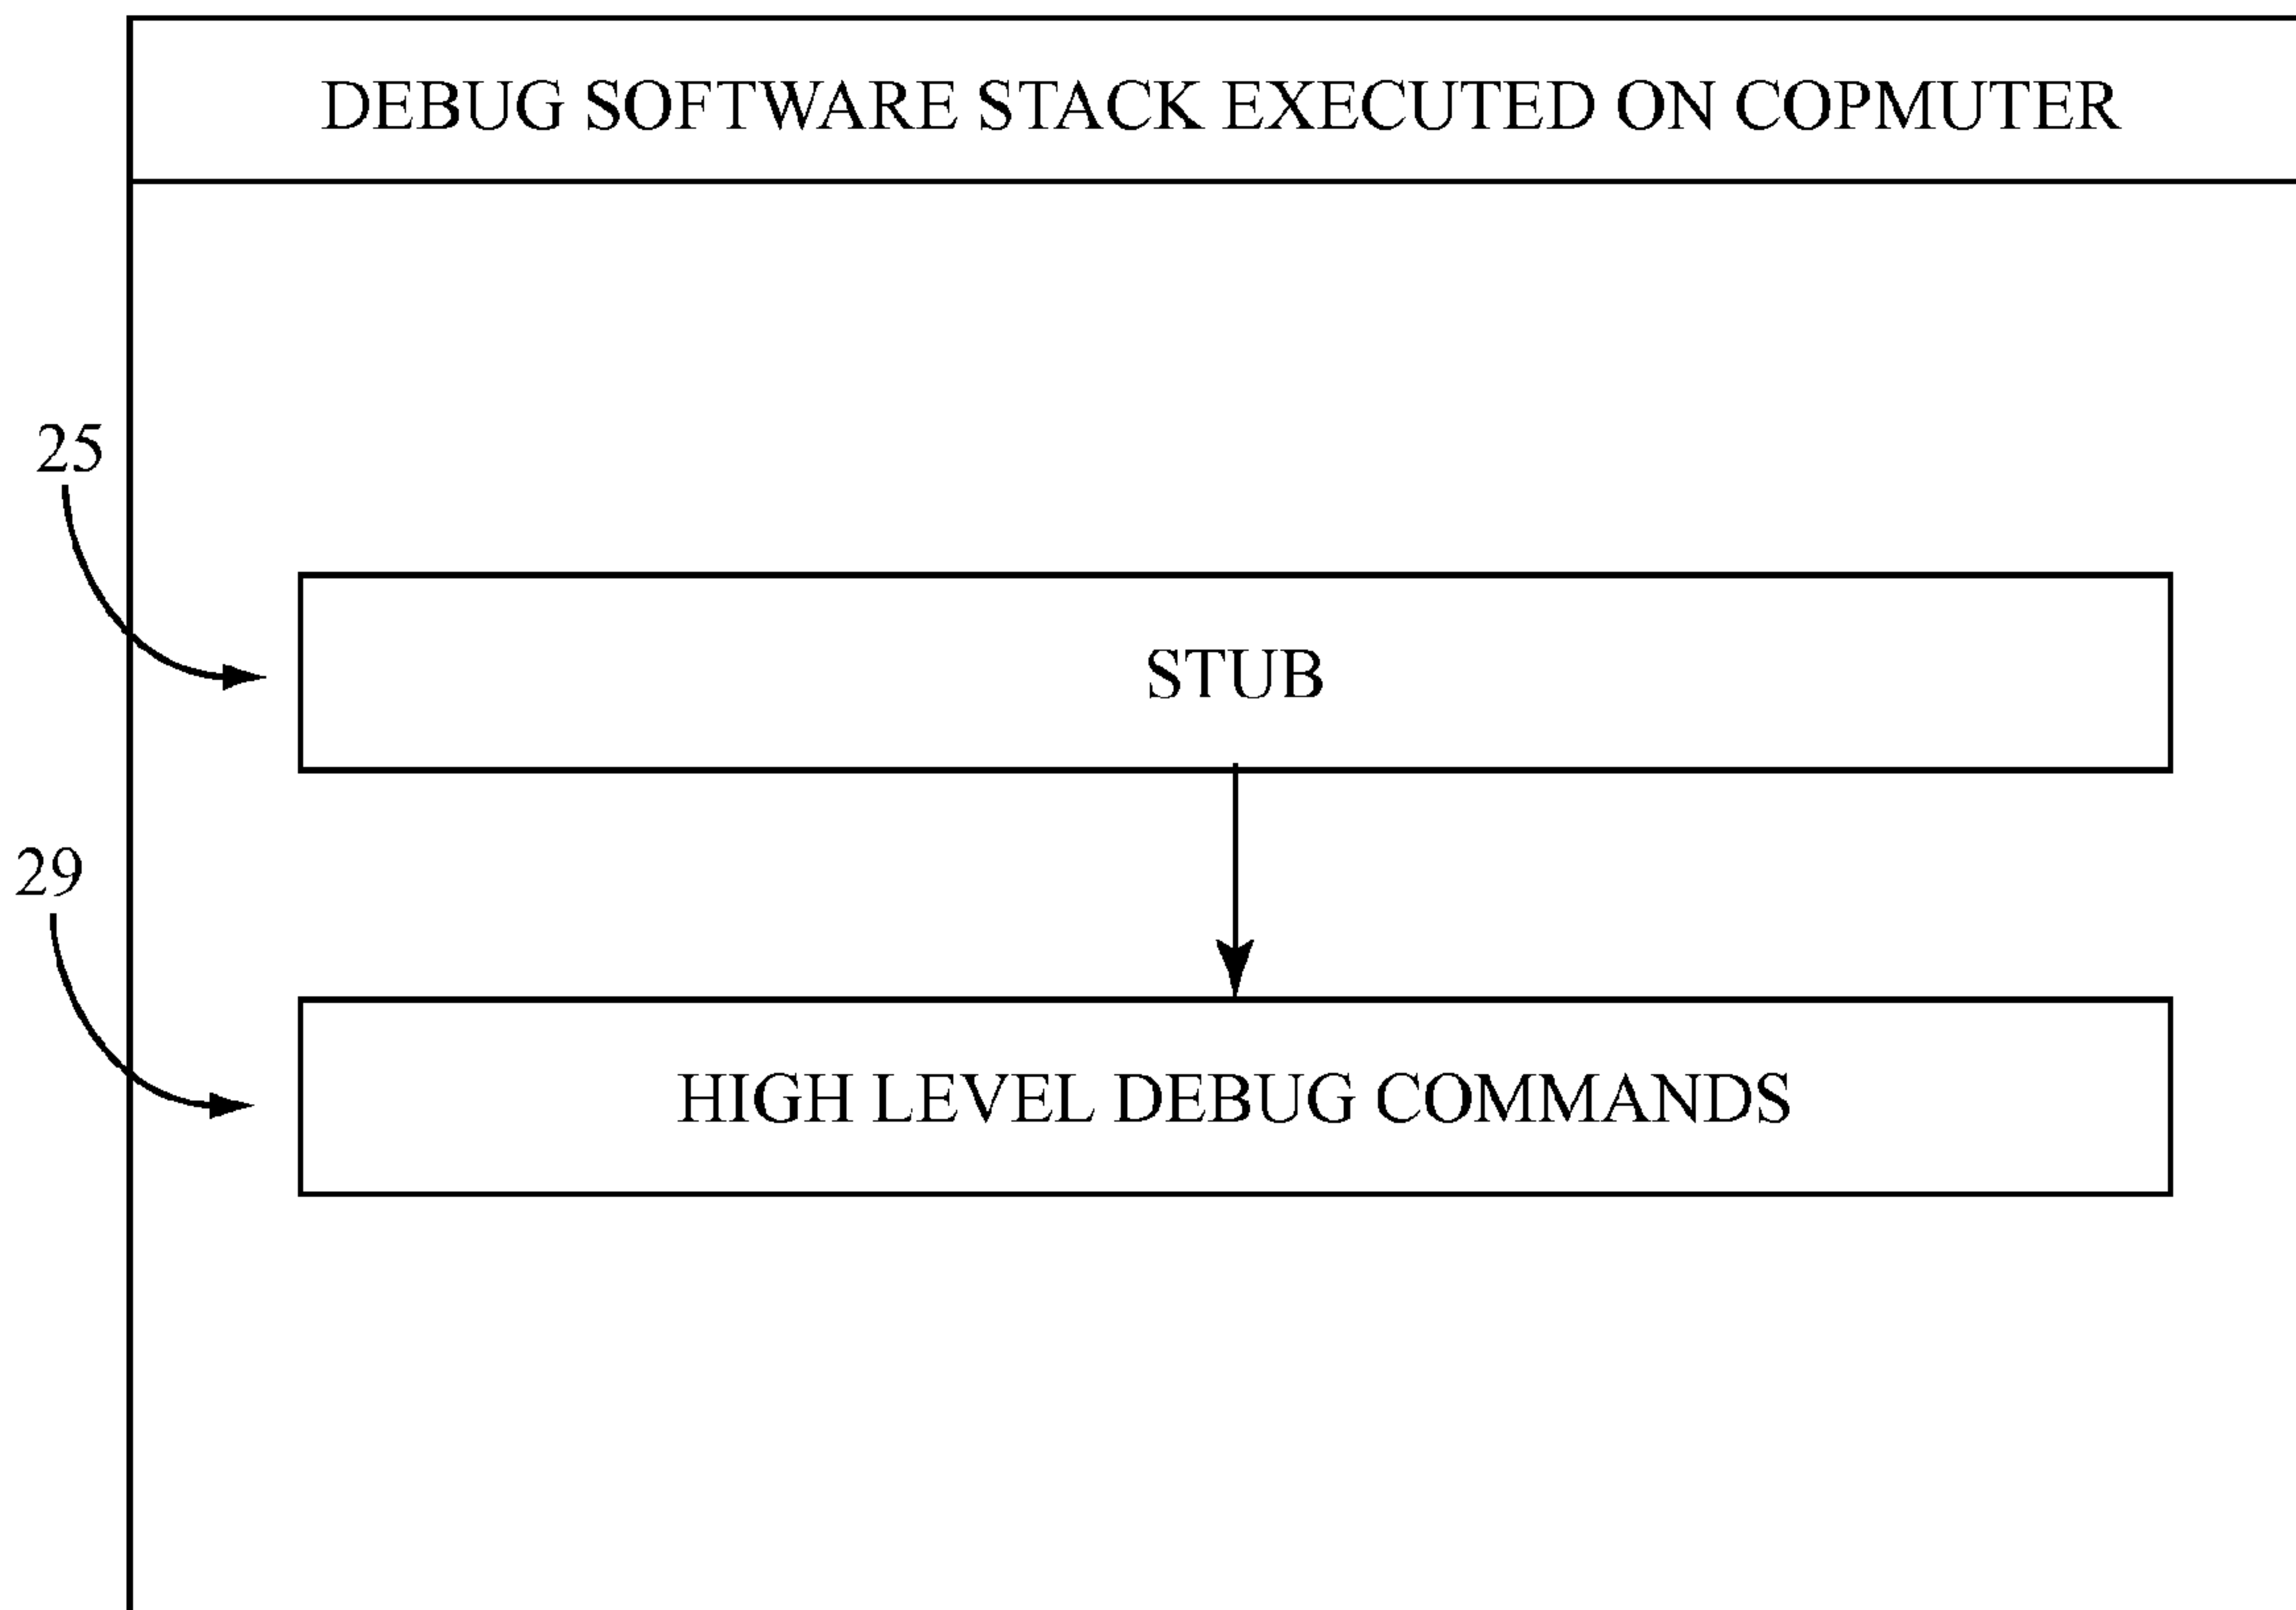 DEBUG SOFTWARE STACK EXECUTED ON COPMUTER
25
STUB
29
HIGH LEVEL DEBUG COMMANDS